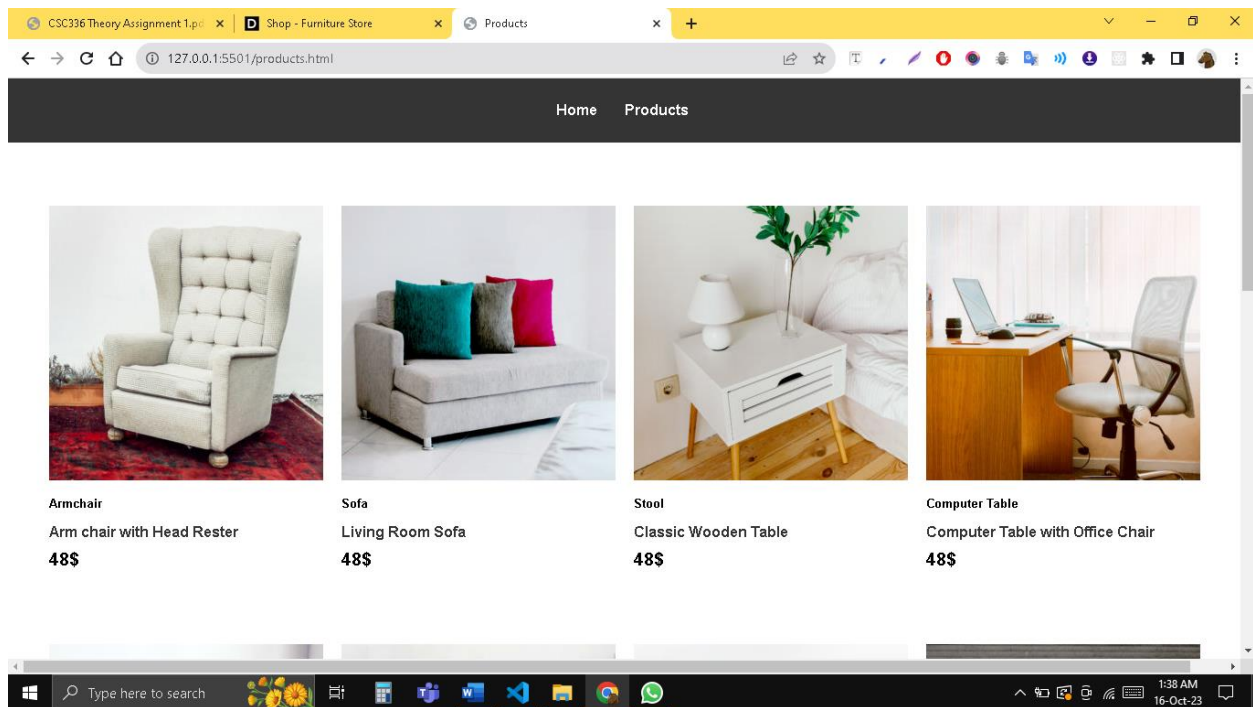 CSC336 Theory Assignment 1.pd
Shop - Furniture Store
Products
127.0.0.1:5501/products.html
Home Products
Armchair
Arm chair with Head Rester
48$
Sofa
Living Room Sofa
48$
Stool
Classic Wooden Table
48$
Computer Table
Computer Table with Office Chair
48$
Type here to search
1:38 AM
16-Oct-23